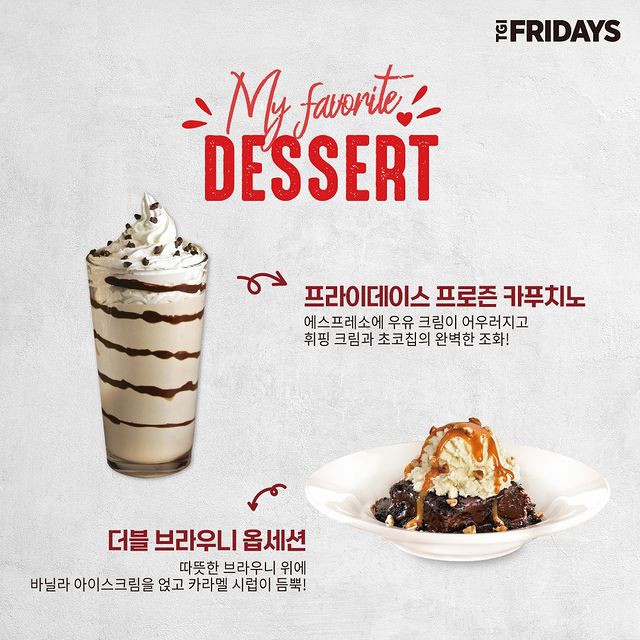 TGI FRIDAYS
My favorite
DESSERT
프라이데이스 프로즌 카푸치노
에스프레소에 우유 크림이 어우러지고
휘핑 크림과 초코칩의 완벽한 조화!
더블 브라우니 옵세션
따뜻한 브라우니 위에
바닐라 아이스크림을 얹고 카라멜 시럽이 듬뿍!